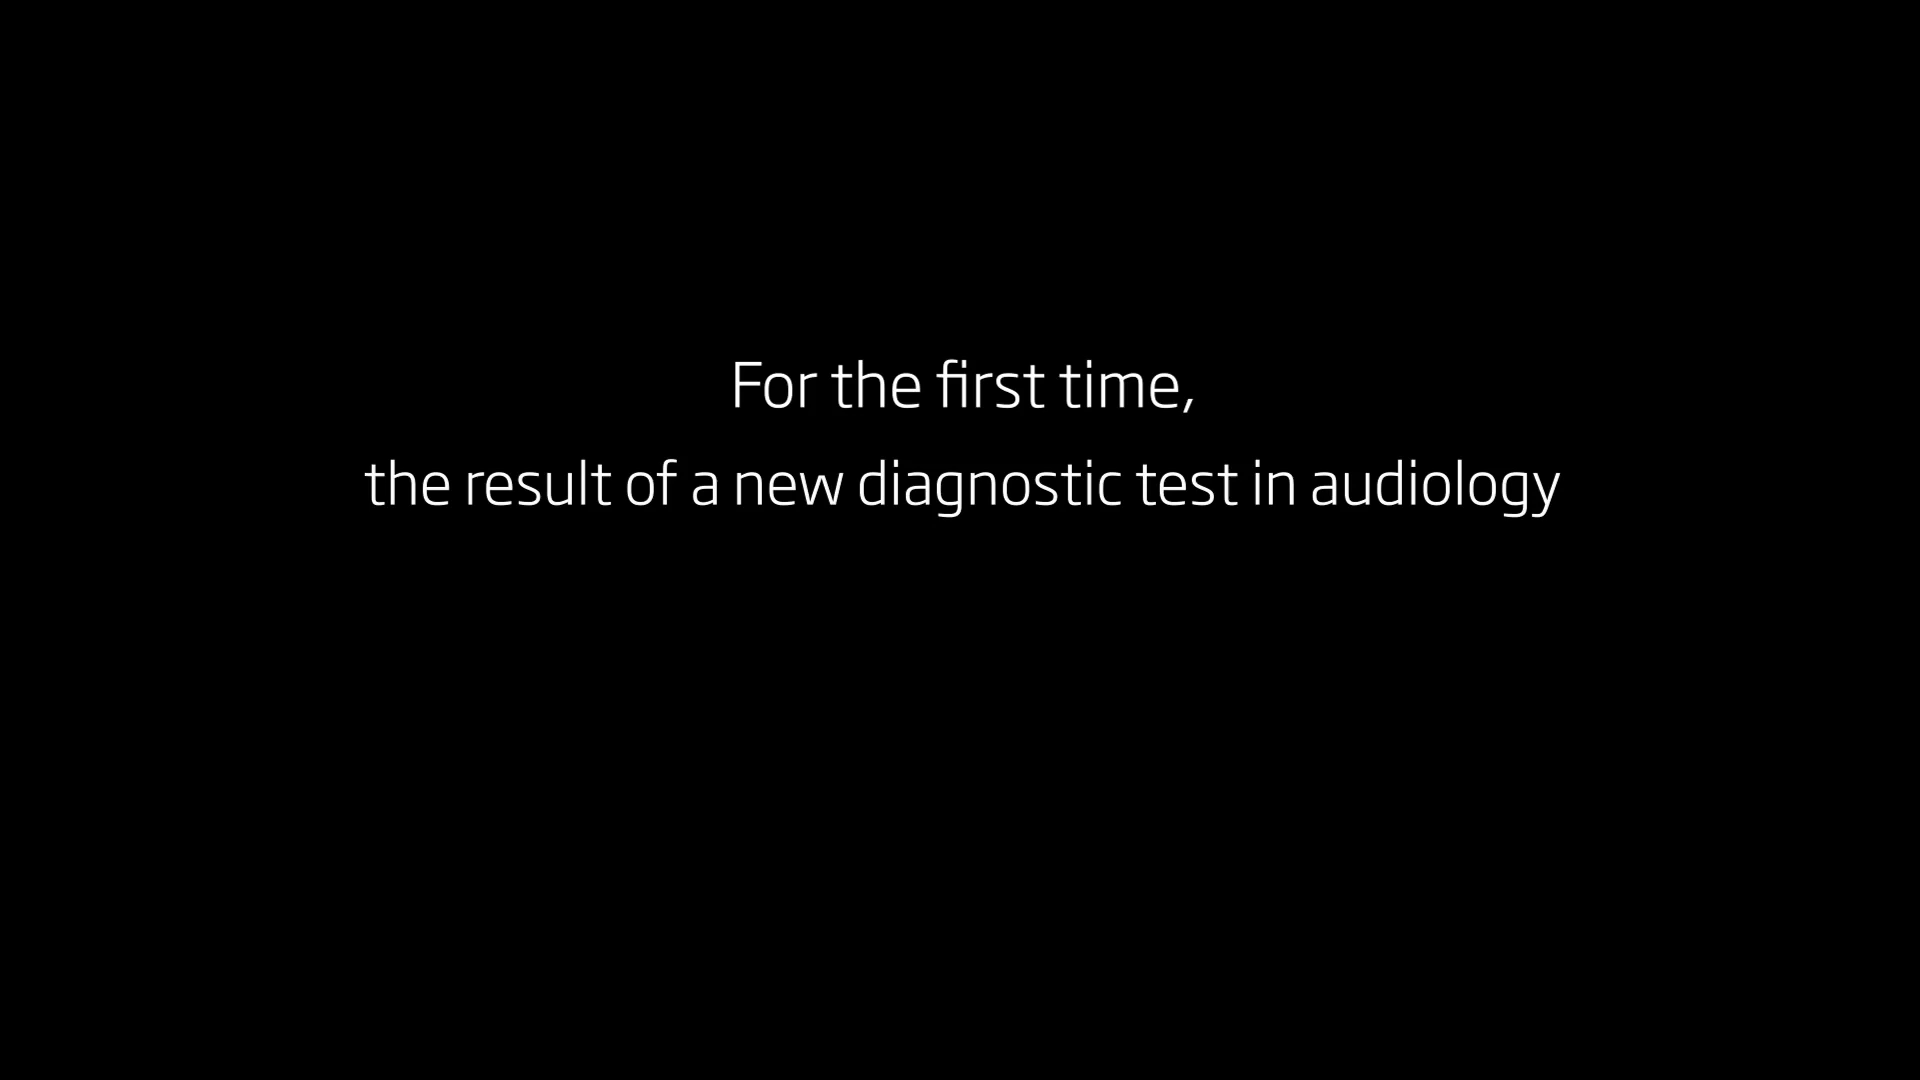 For the first time,
the result of a new diagnostic test in audiology